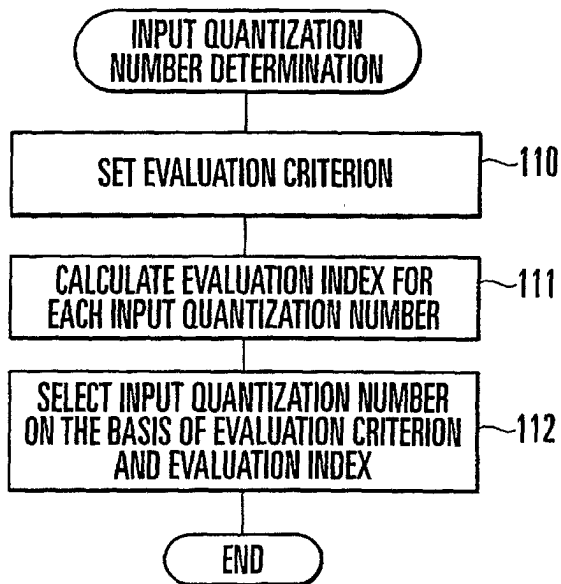 INPUT QUANTIZATION
NUMBER DETERMINATION
SET EVALUATION CRITERION
110
CALCULATE EVALUATION INDEX FOR
EACH INPUT QUANTIZATION NUMBER
111
SELECT INPUT QUANTIZATION NUMBER
ON THE BASIS OF EVALUATION CRITERION
AND EVALUATION INDEX
112
END